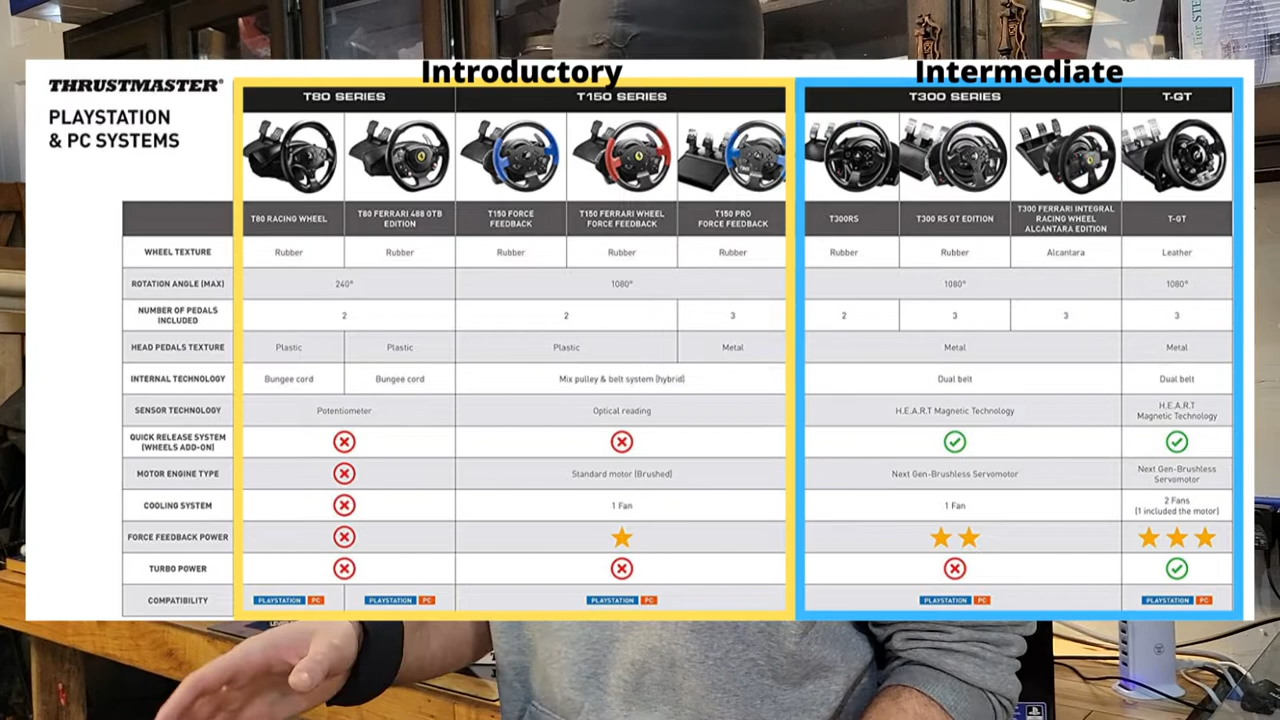 Introductory
Intermediate
THRUSTMASTER®
PLAYSTATION
& PC SYSTEMS
T80 SERIES T150 SERIES T300 SERIES T-GT
T80 RACING WHEEL T80 FERRARI 488 GTB EDITION T150 FORCE FEEDBACK T150 FERRARI WHEEL FORCE FEEDBACK T150 PRO FORCE FEEDBACK T300RS T300 RS GT EDITION T300 FERRARI INTEGRAL RACING WHEEL ALCANTARA EDITION T-GT
WHEEL TEXTURE Rubber Rubber Rubber Rubber Rubber Rubber Rubber Alcantara Leather
ROTATION ANGLE (MAX) 240° 1080° 1080° 1080°
NUMBER OF PEDALS INCLUDED 2 2 3 2 3 3 3
HEAD PEDALS TEXTURE Plastic Plastic Plastic Metal Metal Metal
INTERNAL TECHNOLOGY Bungee cord Bungee cord Mix pulley & belt system (hybrid) Dual belt Dual belt
SENSOR TECHNOLOGY Potentiometer Optical reading H.E.A.R.T Magnetic Technology H.E.A.R.T Magnetic Technology
QUICK RELEASE SYSTEM (WHEELS ADD-ON)
MOTOR ENGINE TYPE Standard motor (Brushed) Next Gen-Brushless Servomotor Next Gen-Brushless Servomotor
COOLING SYSTEM 1 Fan 1 Fan 2 Fans (1 included the motor)
FORCE FEEDBACK POWER
TURBO POWER
COMPATIBILITY PLAYSTATION PC PLAYSTATION PC PLAYSTATION PC PLAYSTATION PC PLAYSTATION PC